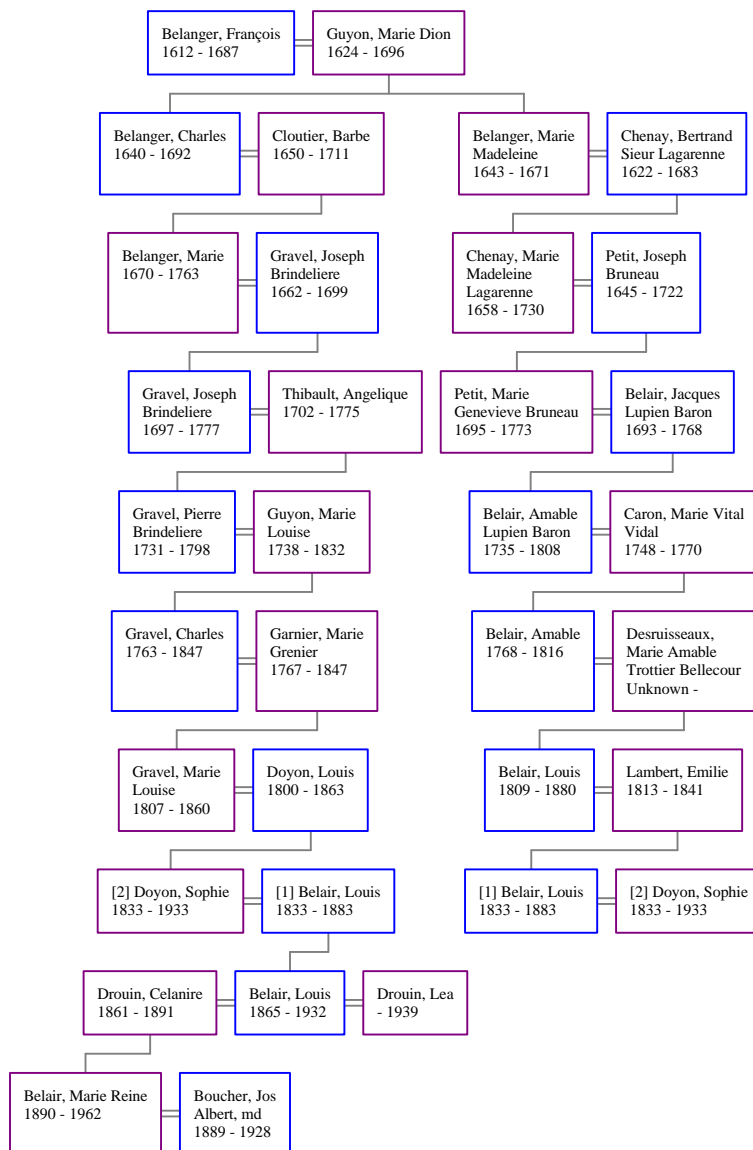 Belanger, François
1612 - 1687
Guyon, Marie Dion
1624 - 1696
Belanger, Charles
1640 - 1692
Cloutier, Barbe
1650 - 1711
Belanger, Marie
Madeleine
1643 - 1671
Chenay, Bertrand
Sieur Lagarenne
1622 - 1683
Belanger, Marie
1670 - 1763
Gravel, Joseph
Brindeliere
1662 - 1699
Chenay, Marie
Madeleine
Lagarenne
1658 - 1730
Petit, Joseph
Bruneau
1645 - 1722
Gravel, Joseph
Brindeliere
1697 - 1777
Thibault, Angelique
1702 - 1775
Petit, Marie
Genevieve Bruneau
1695 - 1773
Belair, Jacques
Lupien Baron
1693 - 1768
Gravel, Pierre
Brindeliere
1731 - 1798
Guyon, Marie
Louise
1738 - 1832
Belair, Amable
Lupien Baron
1735 - 1808
Caron, Marie Vital
Vidal
1748 - 1770
Gravel, Charles
1763 - 1847
Garnier, Marie
Grenier
1767 - 1847
Belair, Amable
1768 - 1816
Desruisseaux,
Marie Amable
Trottier Bellecour
Unknown -
Gravel, Marie
Louise
1807 - 1860
Doyon, Louis
1800 - 1863
Belair, Louis
1809 - 1880
Lambert, Emilie
1813 - 1841
[2] Doyon, Sophie
1833 - 1933
[1] Belair, Louis
1833 - 1883
[1] Belair, Louis
1833 - 1883
[2] Doyon, Sophie
1833 - 1933
Drouin, Celanire
1861 - 1891
Belair, Louis
1865 - 1932
Drouin, Lea
- 1939
Belair, Marie Reine
1890 - 1962
Boucher, Jos
Albert, md
1889 - 1928